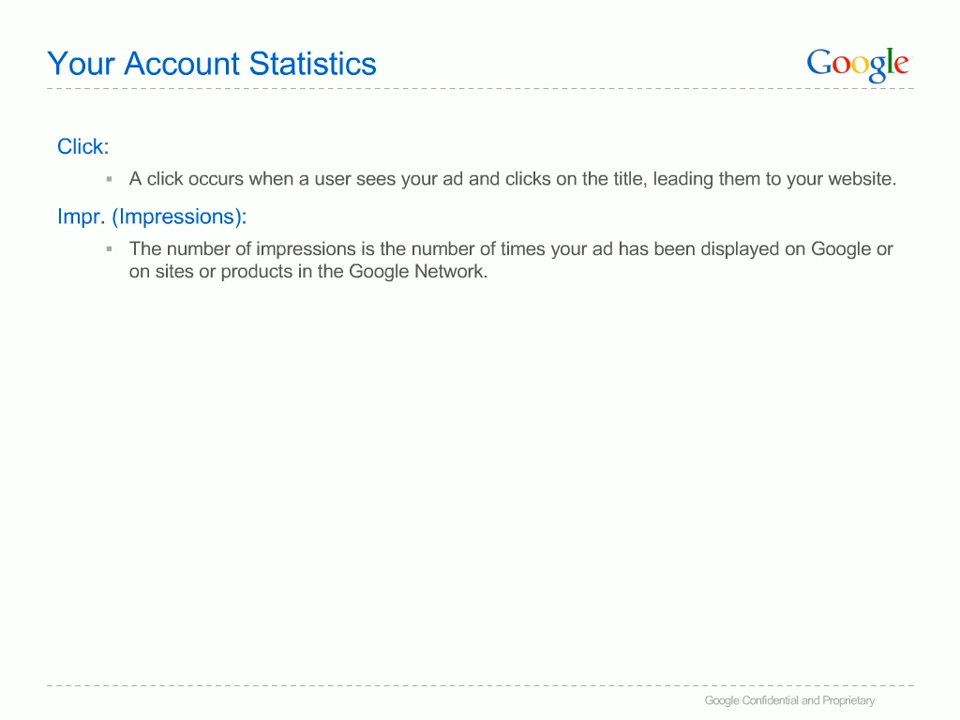 Your Account Statistics
Google
Click:
▪ A click occurs when a user sees your ad and clicks on the title, leading them to your website.
Impr. (Impressions):
▪ The number of impressions is the number of times your ad has been displayed on Google or
on sites or products in the Google Network.
Google Confidential and Proprietary